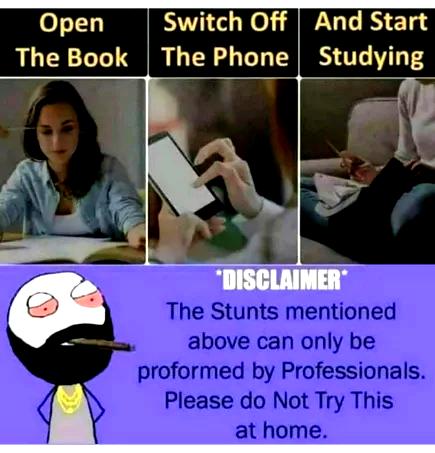 Open
The Book
Switch Off
The Phone
And Start
Studying
*DISCLAIMER*
The Stunts mentioned
above can only be
proformed by Professionals.
Please do Not Try This
at home.